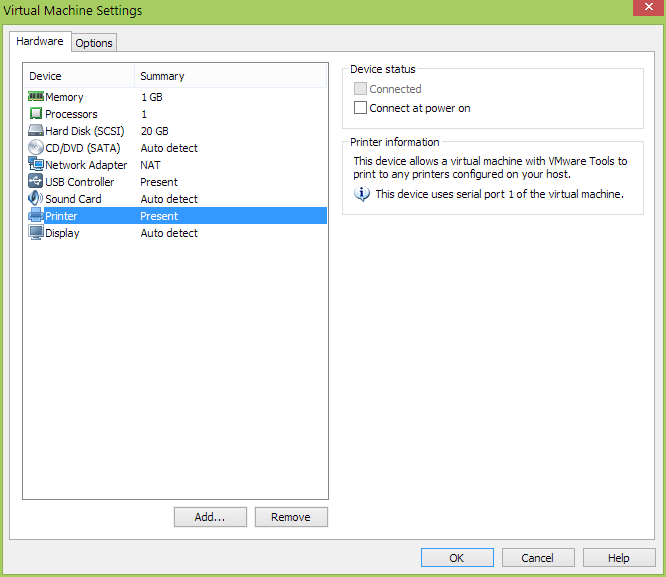 Virtual Machine Settings
Hardware
Options
Device Summary
Memory 1 GB
Processors 1
Hard Disk (SCSI) 20 GB
CD/DVD (SATA) Auto detect
Network Adapter NAT
USB Controller Present
Sound Card Auto detect
Printer Present
Display Auto detect
Add...
Remove
Device status
Connected
Connect at power on
Printer information
This device allows a virtual machine with VMware Tools to
print to any printers configured on your host.
This device uses serial port 1 of the virtual machine.
OK
Cancel
Help